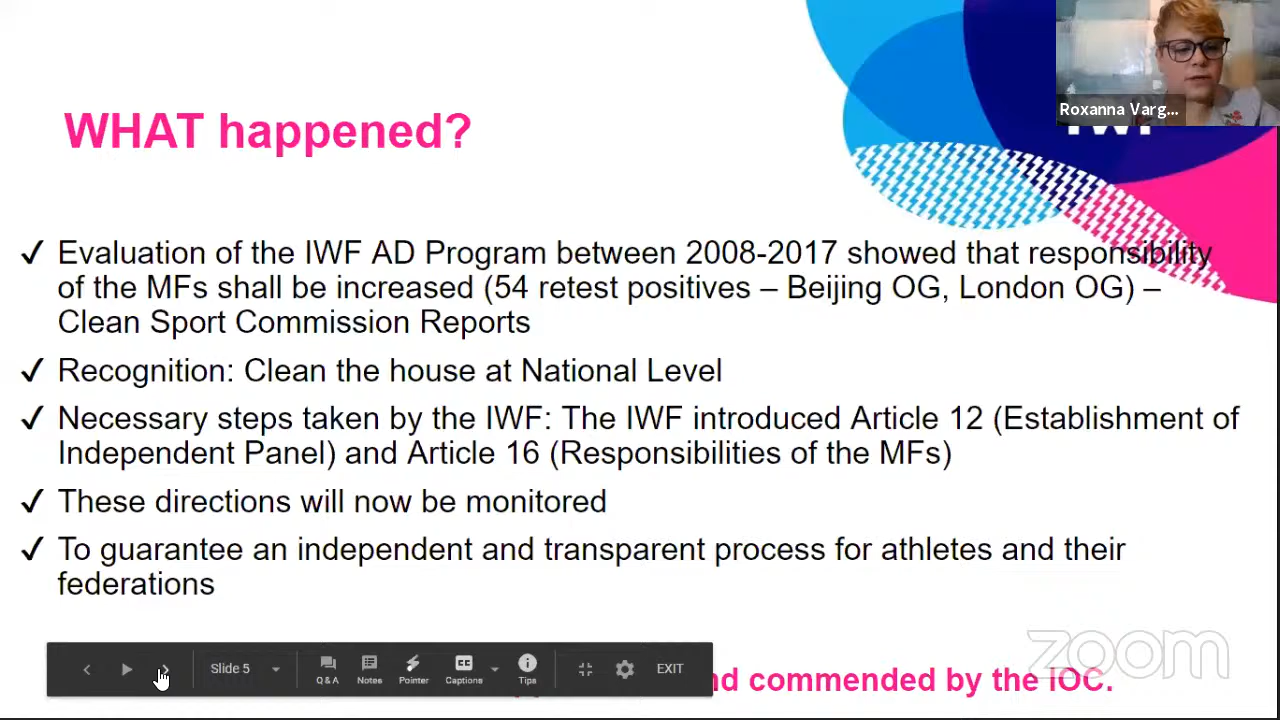 Roxanna Varg...
IWF
WHAT happened?
✓ Evaluation of the IWF AD Program between 2008-2017 showed that responsibility
of the MFs shall be increased (54 retest positives – Beijing OG, London OG) –
Clean Sport Commission Reports
✓ Recognition: Clean the house at National Level
✓ Necessary steps taken by the IWF: The IWF introduced Article 12 (Establishment of
Independent Panel) and Article 16 (Responsibilities of the MFs)
✓ These directions will now be monitored
✓ To guarantee an independent and transparent process for athletes and their
federations
zoom
Slide 5
Q&A
Notes
Pointer
CC
Captions
Tips
EXIT
commended by the IOC.